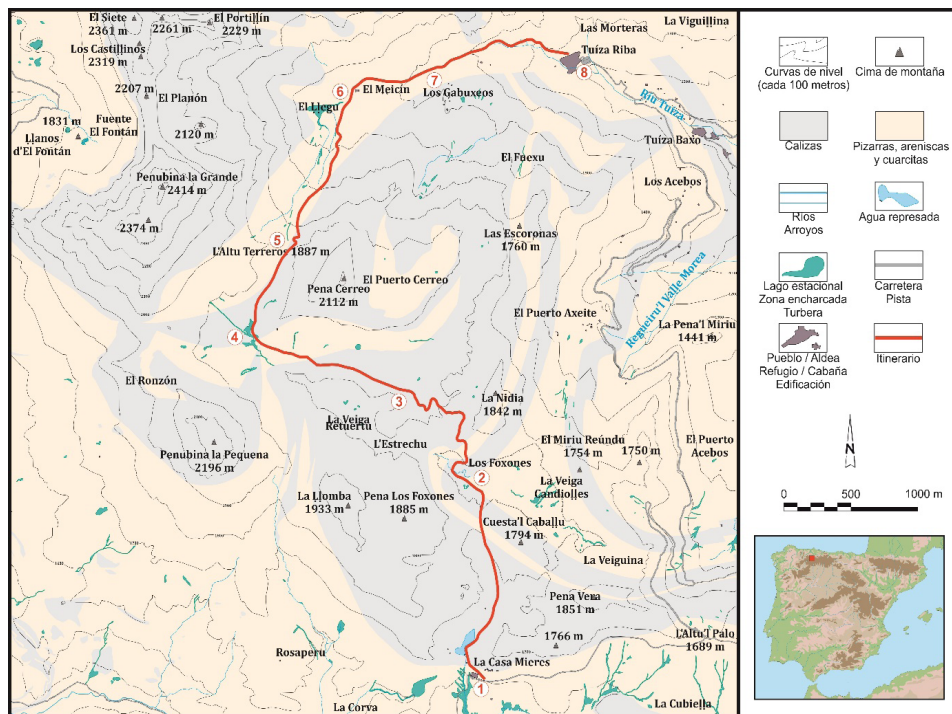 El Siete
2361 m
2261 m
El Portillín
2229 m
Las Morteras
La Viguillina
Los Castillinos
2319 m
Tuíza Riba
8
7
6
El Meicín
Los Gabuxeos
2207 m
El Planón
El Llegu
Ríu Tuíza
1831 m
Fuente
El Fontán
2120 m
Llanos
d'El Fontán
Tuíza Baxo
El Fuexu
Penubina la Grande
2414 m
Los Acebos
2374 m
Las Escoronas
1760 m
5
L'Altu Terreros 1887 m
El Puerto Cerreo
Pena Cerreo
2112 m
Regueiru'l Valle Morea
El Puerto Axeite
La Pena'l Miriu
1441 m
4
El Ronzón
3
La Nidia
1842 m
La Veiga
Retuertu
L'Estrechu
El Miriu Reúndu
1754 m
1750 m
El Puerto
Acebos
Penubina la Pequena
2196 m
Los Foxones
2
La Veiga
Candiolles
La Llomba
1933 m
Pena Los Foxones
1885 m
Cuesta'l Caballu
1794 m
La Veiguina
Pena Vera
1851 m
1766 m
L'Altu'l Palo
1689 m
Rosaperu
La Casa Mieres
1
La Corva
La Cubiella
Curvas de nivel
(cada 100 metros)
Cima de montaña
Calizas
Pizarras, areniscas
y cuarcitas
Ríos
Arroyos
Agua represada
Lago estacional
Zona encharcada
Turbera
Carretera
Pista
Pueblo / Aldea
Refugio / Cabaña
Edificación
Itinerario
N
0 500 1000 m